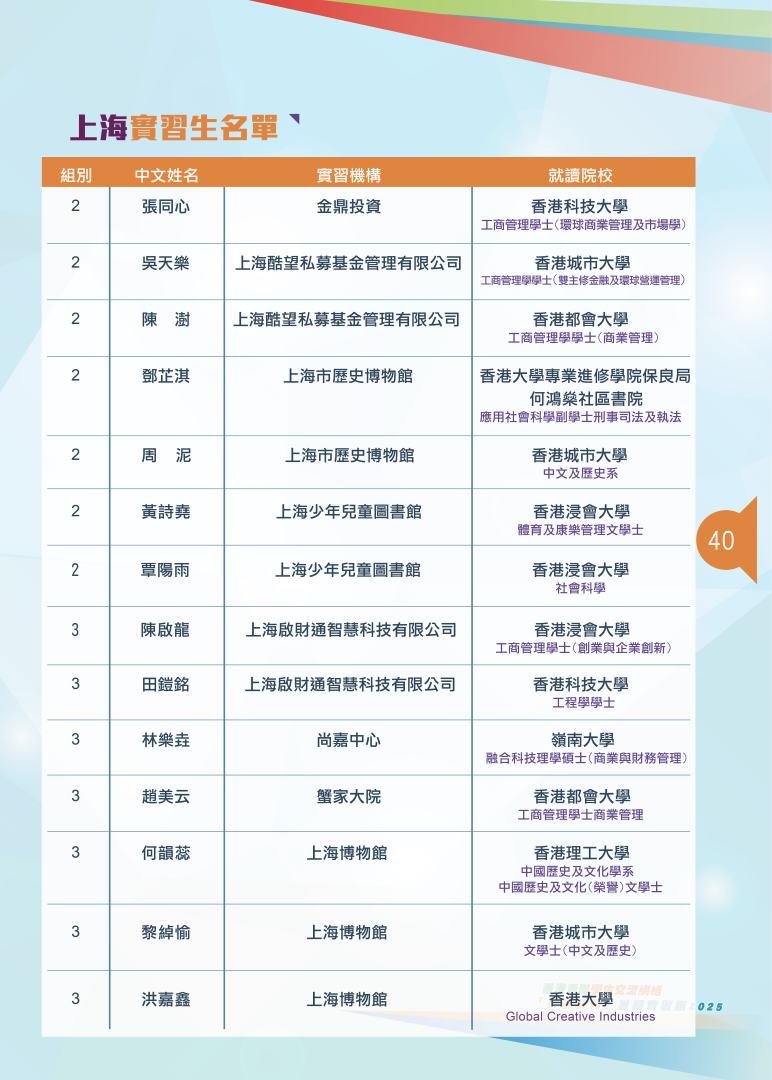 上海實習生名單
組別 中文姓名 實習機構 就讀院校
2 張同心 金鼎投資 香港科技大學
工商管理學士（環球商業管理及市場學）
2 吳天樂 上海酷望私募基金管理有限公司 香港城市大學
工商管理學學士（雙主修金融及環球營運管理）
2 陳 澍 上海酷望私募基金管理有限公司 香港都會大學
工商管理學學士（商業管理）
2 鄧芷淇 上海市歷史博物館 香港大學專業進修學院保良局
何鴻燊社區書院
應用社會科學副學士刑事司法及執法
2 周 泥 上海市歷史博物館 香港城市大學
中文及歷史系
2 黃詩堯 上海少年兒童圖書館 香港浸會大學
體育及康樂管理文學士
2 覃陽雨 上海少年兒童圖書館 香港浸會大學
社會科學
40
3 陳啟龍 上海啟財通智慧科技有限公司 香港浸會大學
工商管理學士（創業與企業創新）
3 田鎧銘 上海啟財通智慧科技有限公司 香港科技大學
工程學學士
3 林樂垚 尚嘉中心 嶺南大學
融合科技理學碩士（商業與財務管理）
3 趙美云 蟹家大院 香港都會大學
工商管理學士商業管理
3 何韻蕊 上海博物館 香港理工大學
中國歷史及文化學系
中國歷史及文化（榮譽）文學士
3 黎綽愉 上海博物館 香港城市大學
文學士（中文及歷史）
3 洪嘉鑫 上海博物館 香港大學
Global Creative Industries